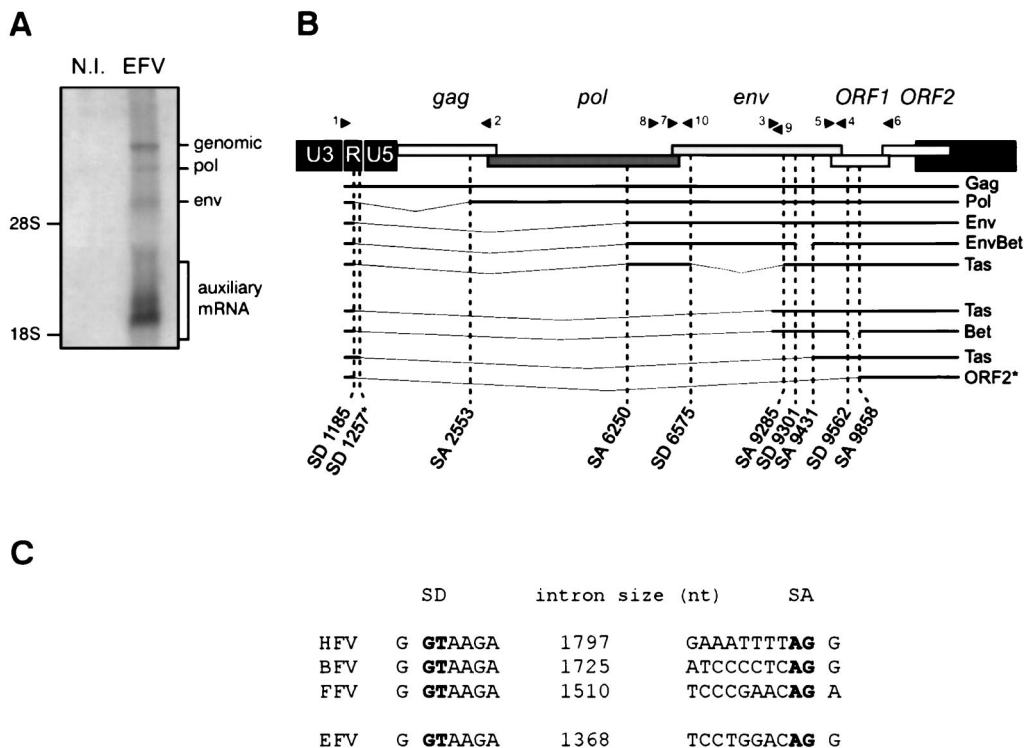 A
N.I. EFV
genomic
pol
env
28S
auxiliary
mRNA
18S
B
gag pol env ORF1 ORF2
1 2 8 7 10 3 9 5 4 6
U3 R U5
Gag
Pol
Env
EnvBet
Tas
Tas
Bet
Tas
ORF2*
SD 1185
SD 1257*
SA 2553
SA 6250
SD 6575
SA 9285
SD 9301
SA 9431
SD 9562
SA 9858
C
SD intron size (nt) SA
HFV G GTAAGA 1797 GAAATTTTAG G
BFV G GTAAGA 1725 ATCCCCTCAG G
FFV G GTAAGA 1510 TCCCGAACAG A
EFV G GTAAGA 1368 TCCTGGACAG G